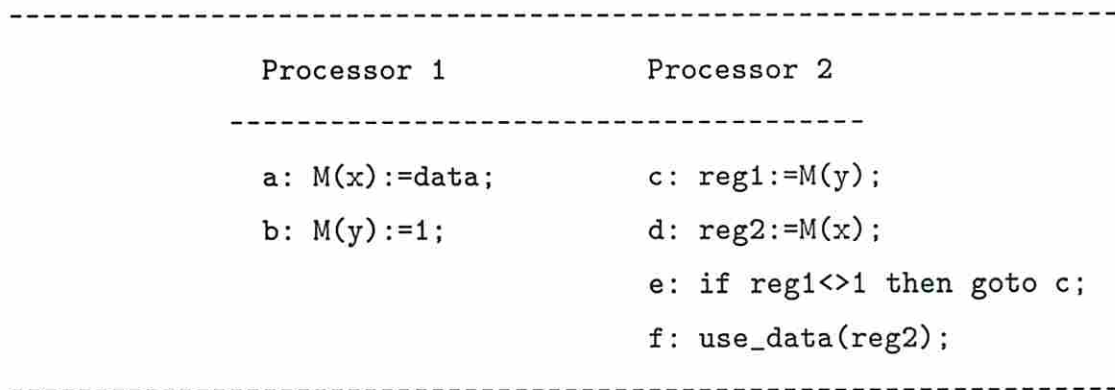 Processor 1 Processor 2
a: M(x):=data; c: reg1:=M(y);
b: M(y):=1; d: reg2:=M(x);
e: if reg1<>1 then goto c;
f: use_data(reg2);